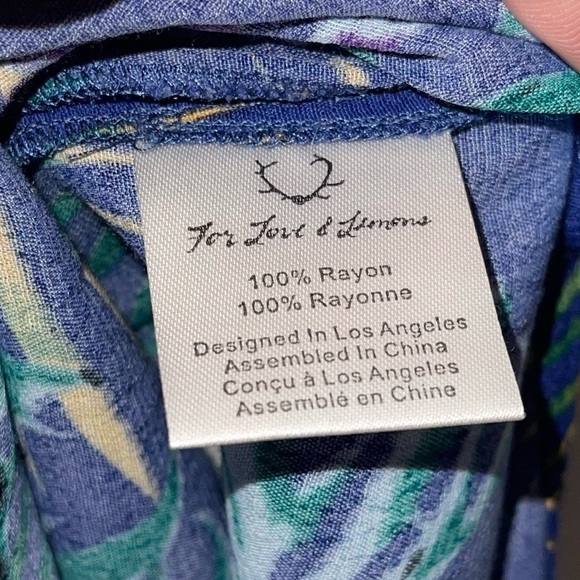 For Love & Lemons
100% Rayon
100% Rayonne
Designed In Los Angeles
Assembled In China
Conçu à Los Angeles
Assemblé en Chine